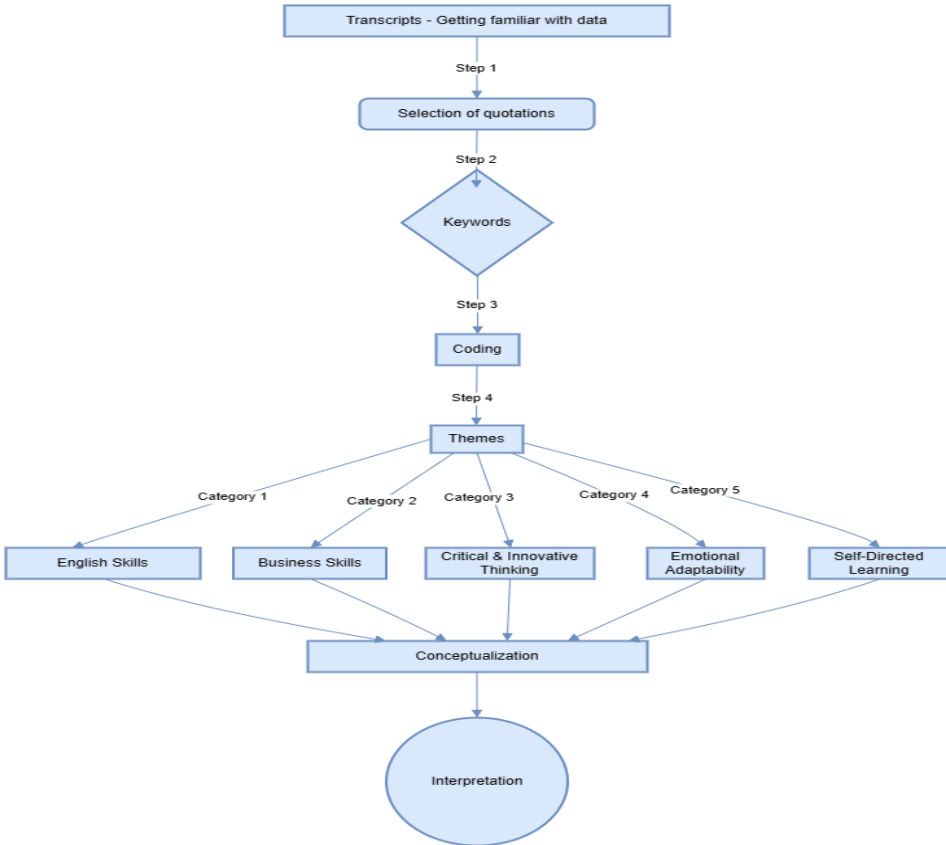 Transcripts - Getting familiar with data
Step 1
Selection of quotations
Step 2
Keywords
Step 3
Coding
Step 4
Themes
Category 1
Category 2
Category 3
Category 4
Category 5
English Skills
Business Skills
Critical & Innovative
Thinking
Emotional
Adaptability
Self-Directed
Learning
Conceptualization
Interpretation